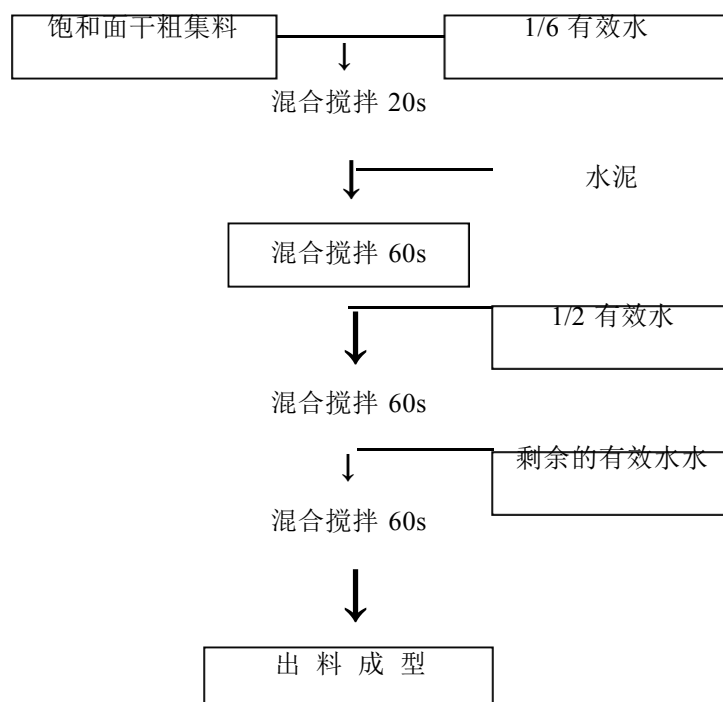 饱和面干粗集料
1/6 有效水
混合搅拌 20s
水泥
混合搅拌 60s
1/2 有效水
混合搅拌 60s
剩余的有效水水
混合搅拌 60s
出 料 成 型